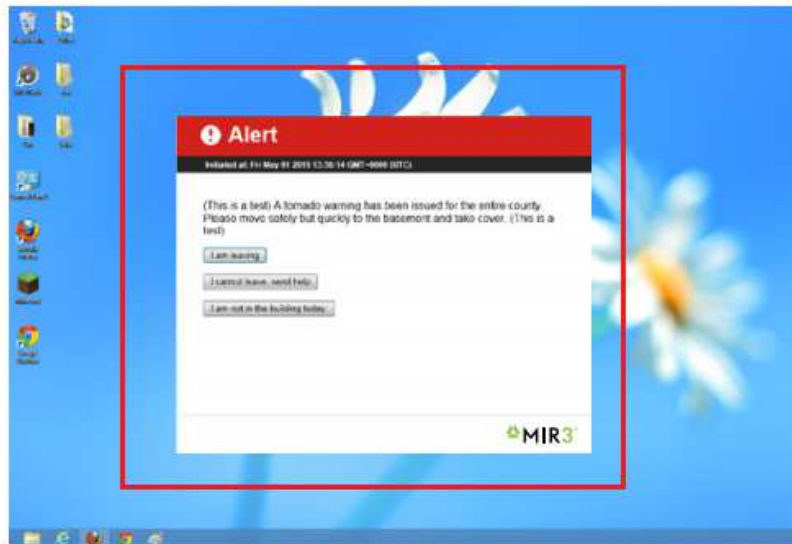 Alert
Initiated at: Fri May 01 2015 13:36:14 GMT+0000 (UTC)
(This is a test) A tornado warning has been issued for the entire county.
Please move safely but quickly to the basement and take cover. (This is a
test)
I am leaving
I cannot leave, send help
I am not in the building today
MIR3